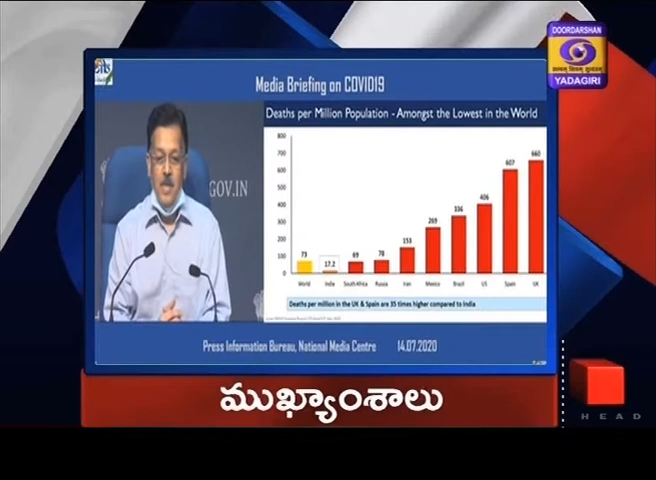 DOORDARSHAN
YADAGIRI
Media Briefing on COVID19
Deaths per Million Population - Amongst the Lowest in the World
GOV.IN
800
700
600
500
400
300
200
100
0
73
17.2
69
78
153
269
336
406
607
660
World
India
South Africa
Russia
Iran
Mexico
Brazil
US
Spain
UK
Deaths per million in the UK & Spain are 35 times higher compared to India
Press Information Bureau, National Media Centre 14.07.2020
ముఖ్యాంశాలు
HEAD